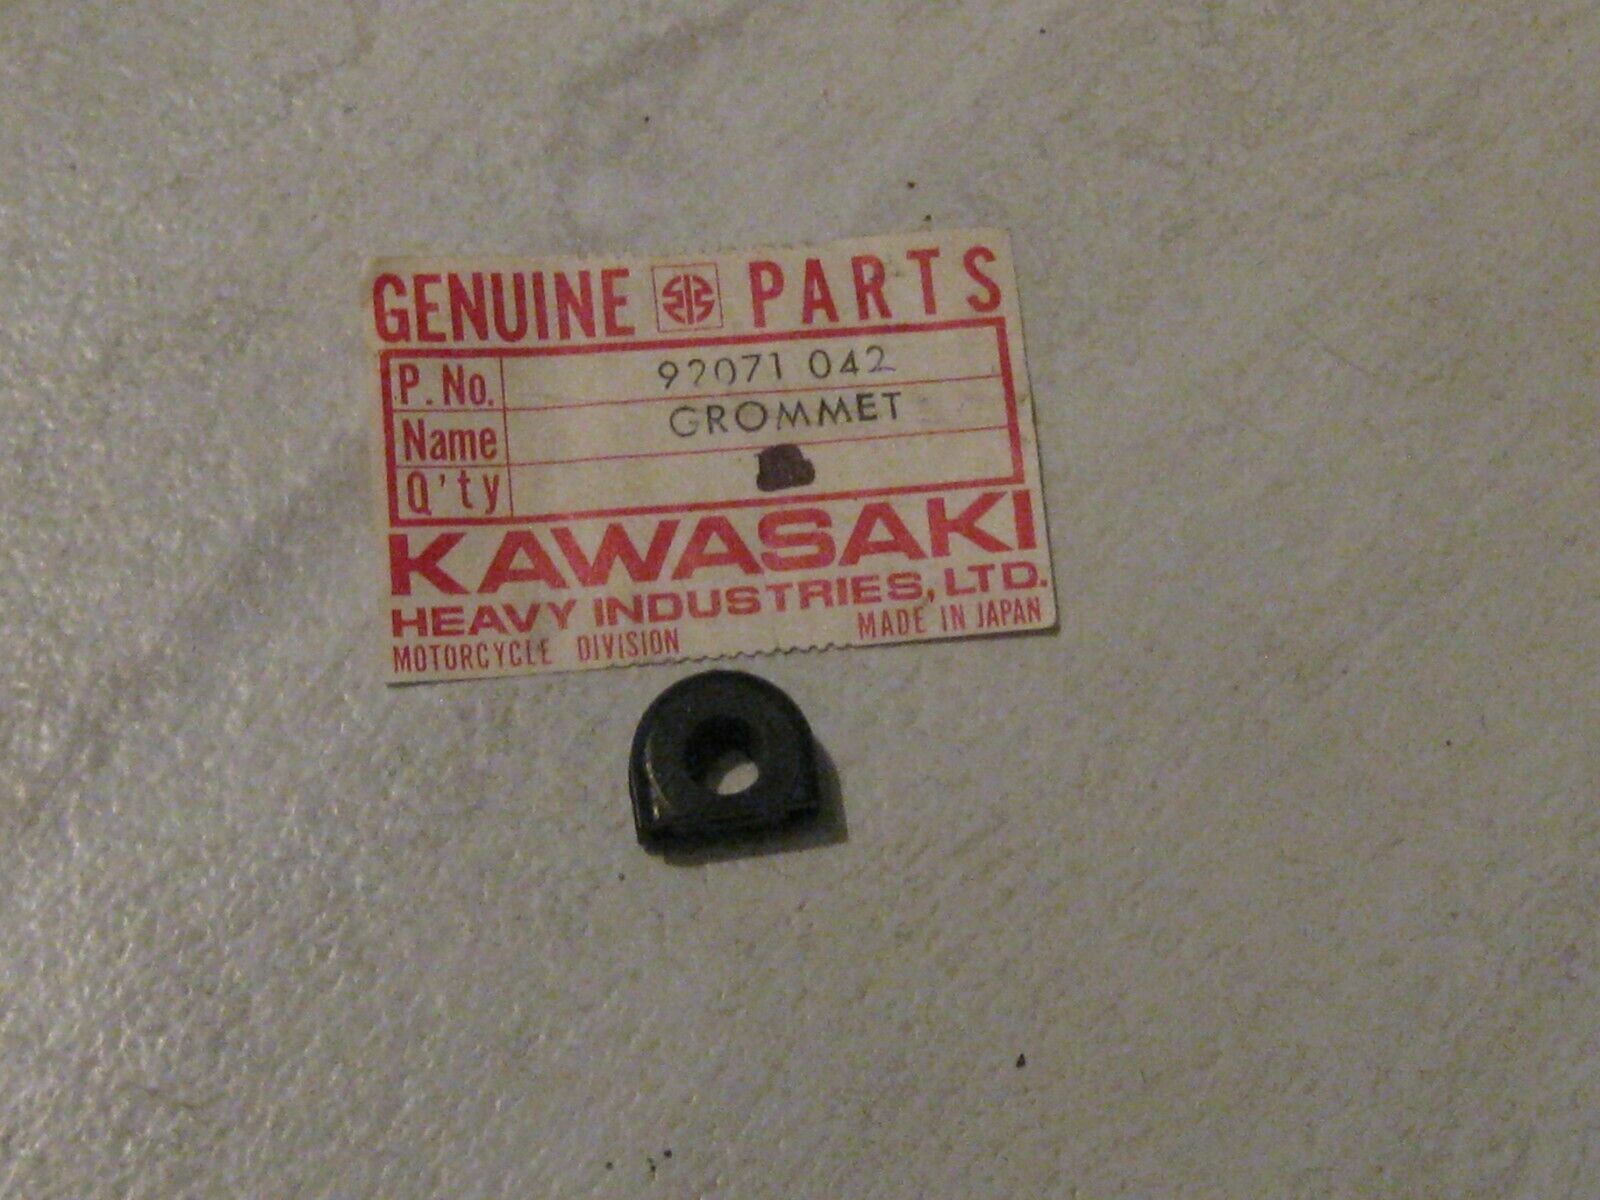 GENUINE PARTS
P. No. 92071 042
Name GROMMET
Q'ty
KAWASAKI
HEAVY INDUSTRIES, LTD.
MOTORCYCLE DIVISION MADE IN JAPAN